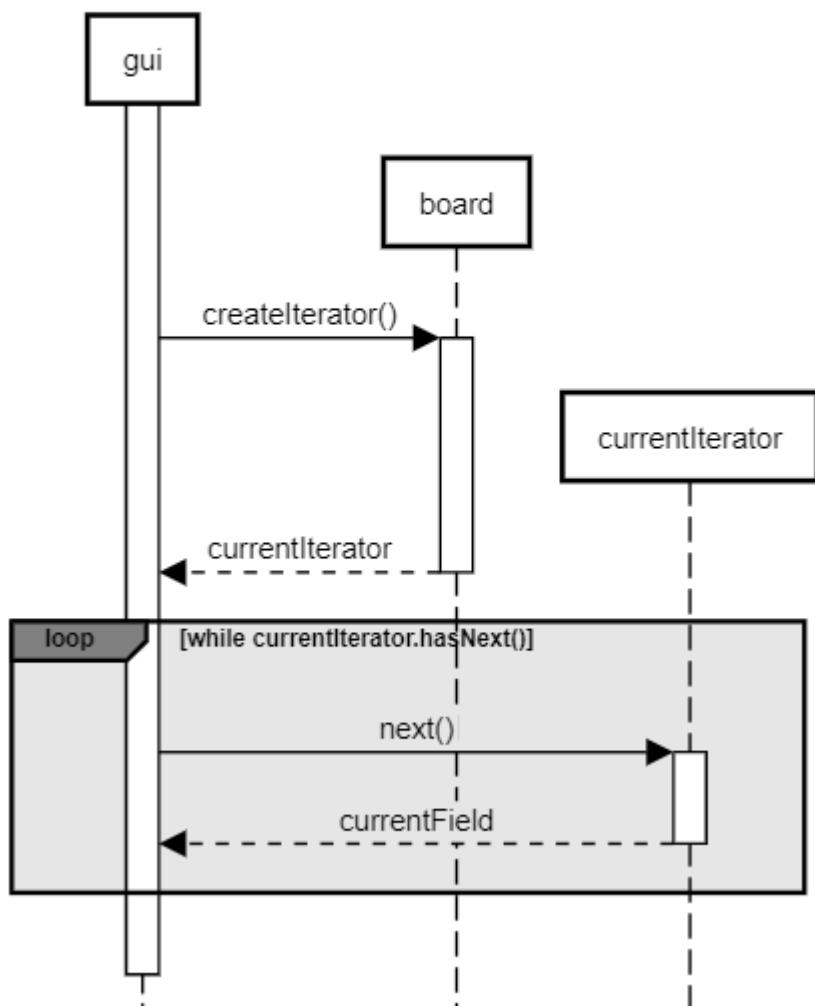 gui
board
createIterator()
currentIterator
currentIterator
loop [while currentIterator.hasNext()]
next()
currentField